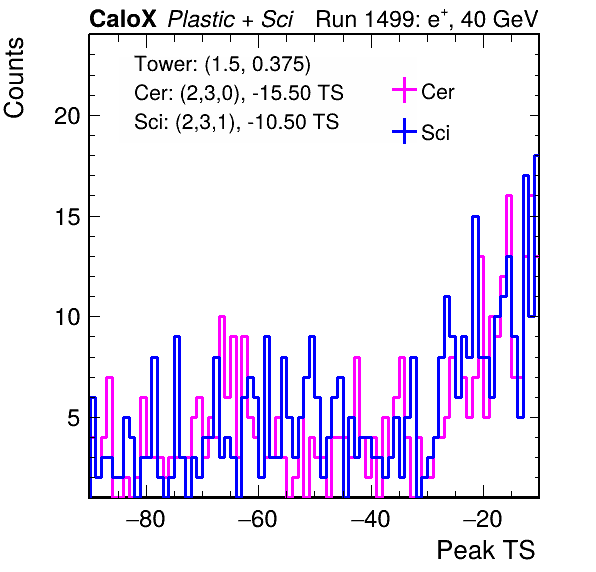 CaloX Plastic + Sci Run 1499: e⁺, 40 GeV
Counts
Tower: (1.5, 0.375)
Cer: (2,3,0), -15.50 TS
Sci: (2,3,1), -10.50 TS
Cer
Sci
20
15
10
5
−80 −60 −40 −20
Peak TS